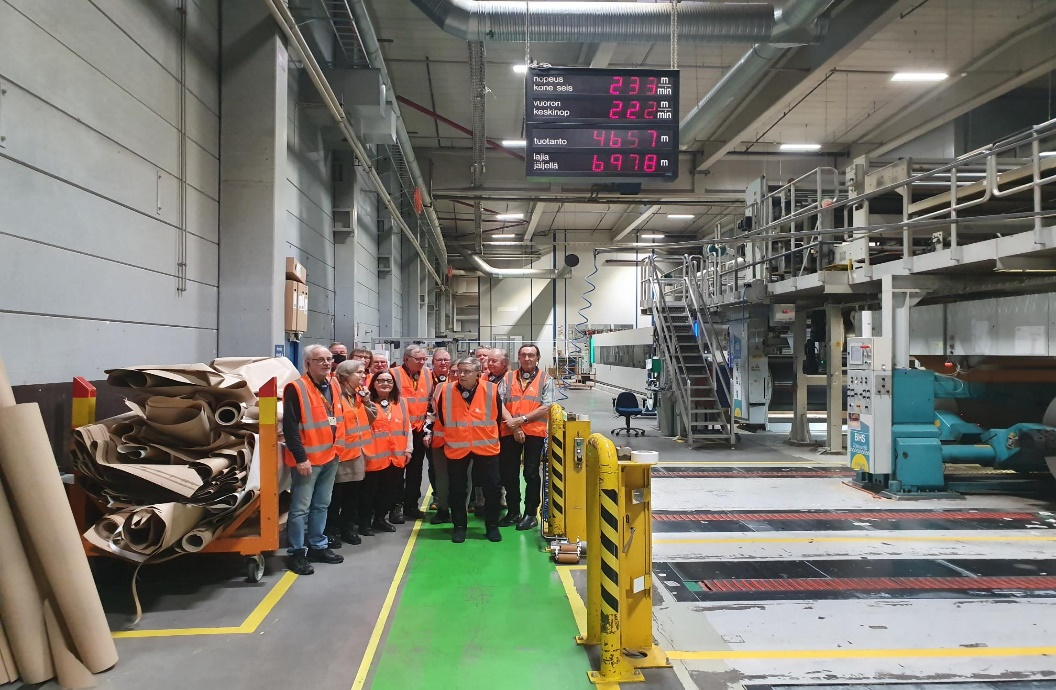 nopeus 233 m
kone seis min
vuoron 222 m
keskinop min
tuotanto 4657 m
lajia 6978 m
jäljellä
BHS